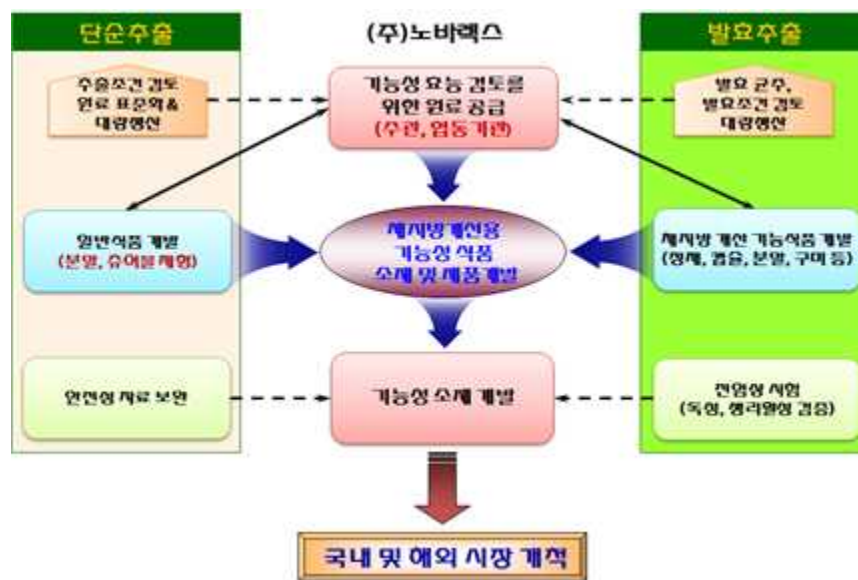 단순추출
(주)노바렉스
발효추출
추출조건 검토
원료 표준화&
대량생산
기능성 효능 검토를
위한 원료 공급
(주관, 협동기관)
발효 균주,
발효조건 검토
대량생산
일반식품 개발
(분말, 츄어블 제형)
체지방개선용
기능성 식품
소재 및 제품개발
체지방 개선 기능식품 개발
(정제, 캡슐, 분말, 구미 등)
안전성 자료 보완
기능성 소재 개발
전임상 시험
(독성, 생리활성 검증)
국내 및 해외 시장 개척